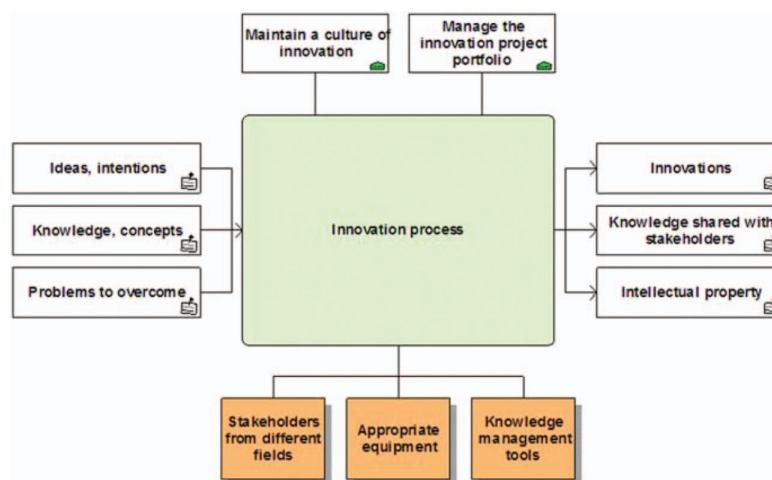 Maintain a culture of
innovation
Manage the
innovation project
portfolio
Ideas, intentions
Knowledge, concepts
Problems to overcome
Innovation process
Innovations
Knowledge shared with
stakeholders
Intellectual property
Stakeholders
from different
fields
Appropriate
equipment
Knowledge
management
tools